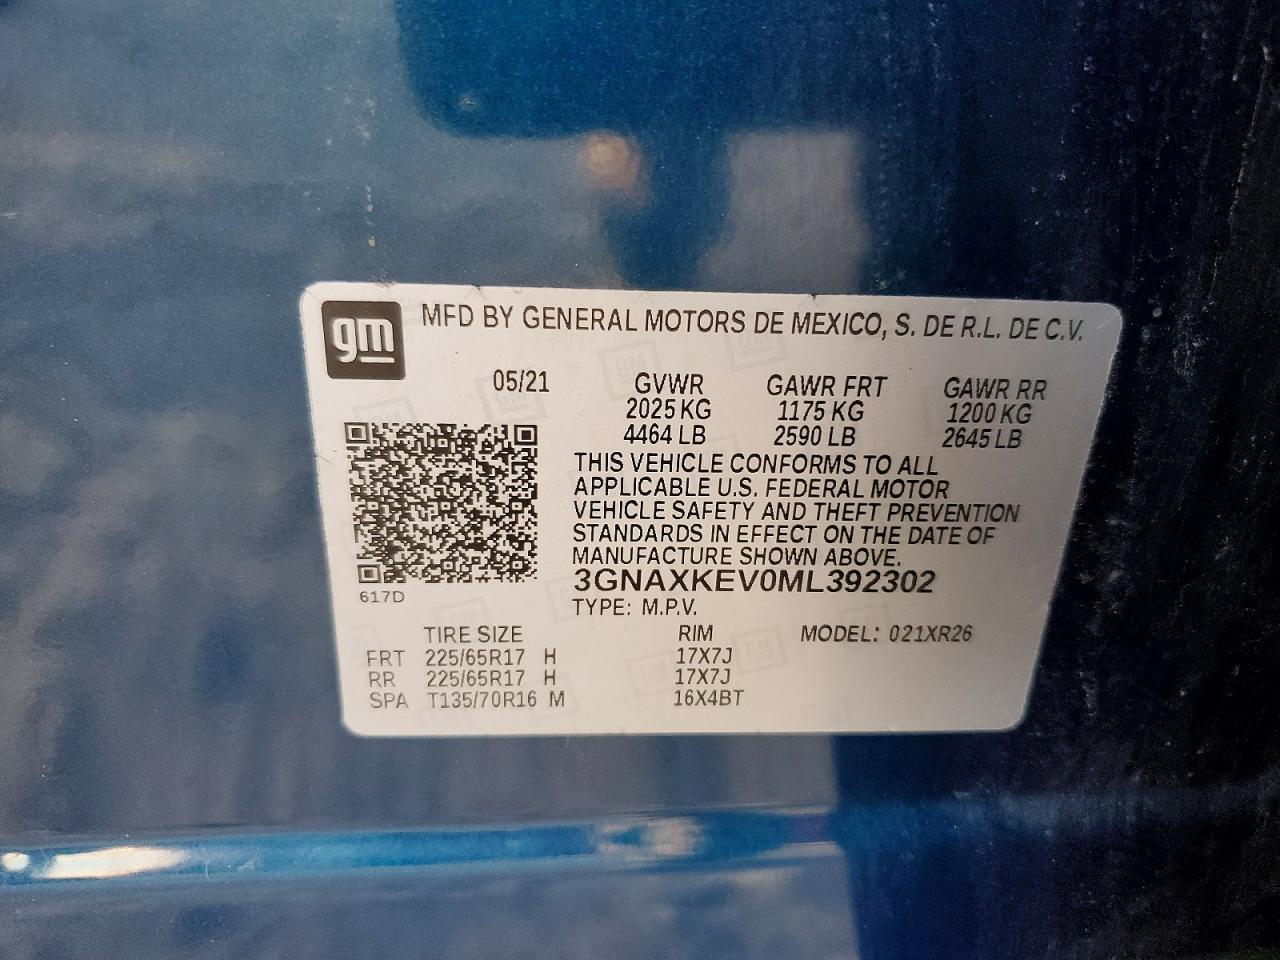 gm MFD BY GENERAL MOTORS DE MEXICO, S. DE R.L. DE C.V.
05/21 GVWR GAWR FRT GAWR RR
2025 KG 1175 KG 1200 KG
4464 LB 2590 LB 2645 LB
THIS VEHICLE CONFORMS TO ALL
APPLICABLE U.S. FEDERAL MOTOR
VEHICLE SAFETY AND THEFT PREVENTION
STANDARDS IN EFFECT ON THE DATE OF
MANUFACTURE SHOWN ABOVE.
3GNAXKEV0ML392302
617D
TYPE: M.P.V.
TIRE SIZE RIM MODEL: 021XR26
FRT 225/65R17 H 17X7J
RR 225/65R17 H 17X7J
SPA T135/70R16 M 16X4BT